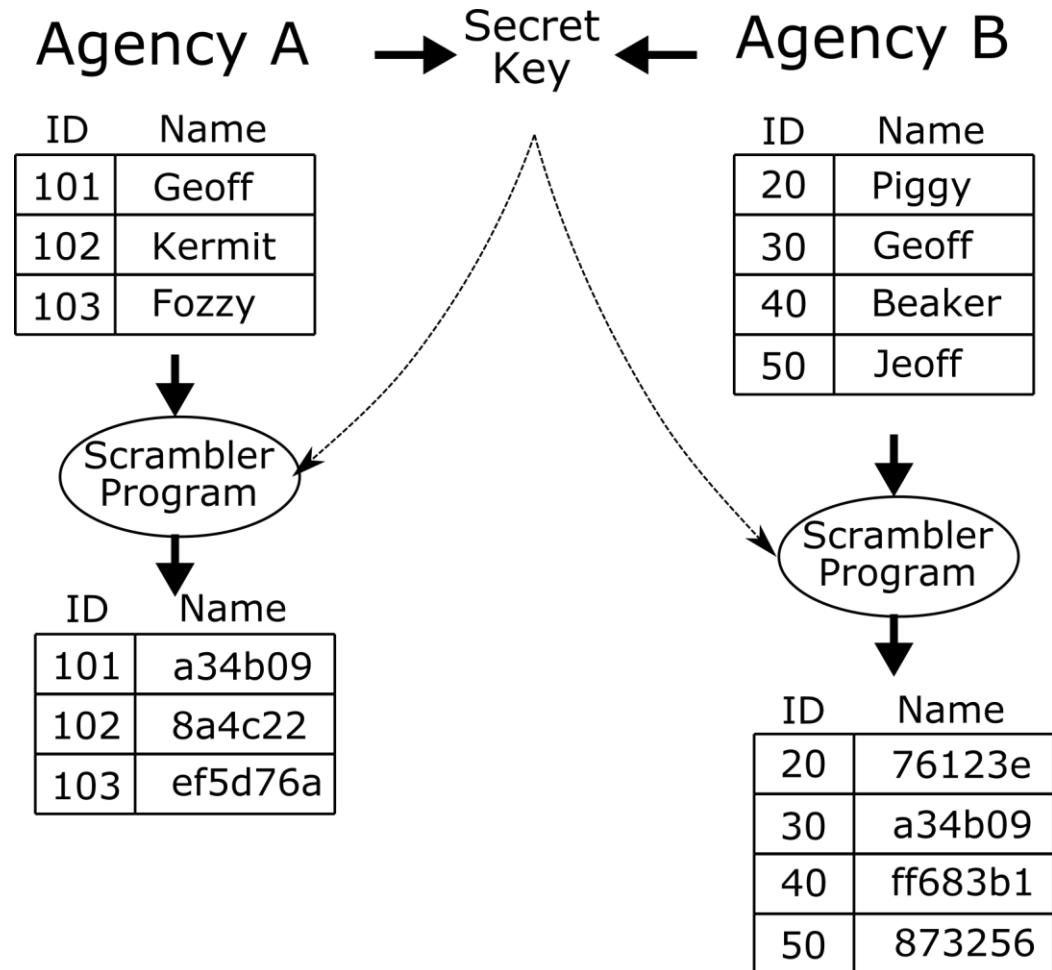 Agency A
Secret
Key
Agency B
ID Name
101 Geoff
102 Kermit
103 Fozzy
ID Name
20 Piggy
30 Geoff
40 Beaker
50 Jeoff
Scrambler
Program
Scrambler
Program
ID Name
101 a34b09
102 8a4c22
103 ef5d76a
ID Name
20 76123e
30 a34b09
40 ff683b1
50 873256